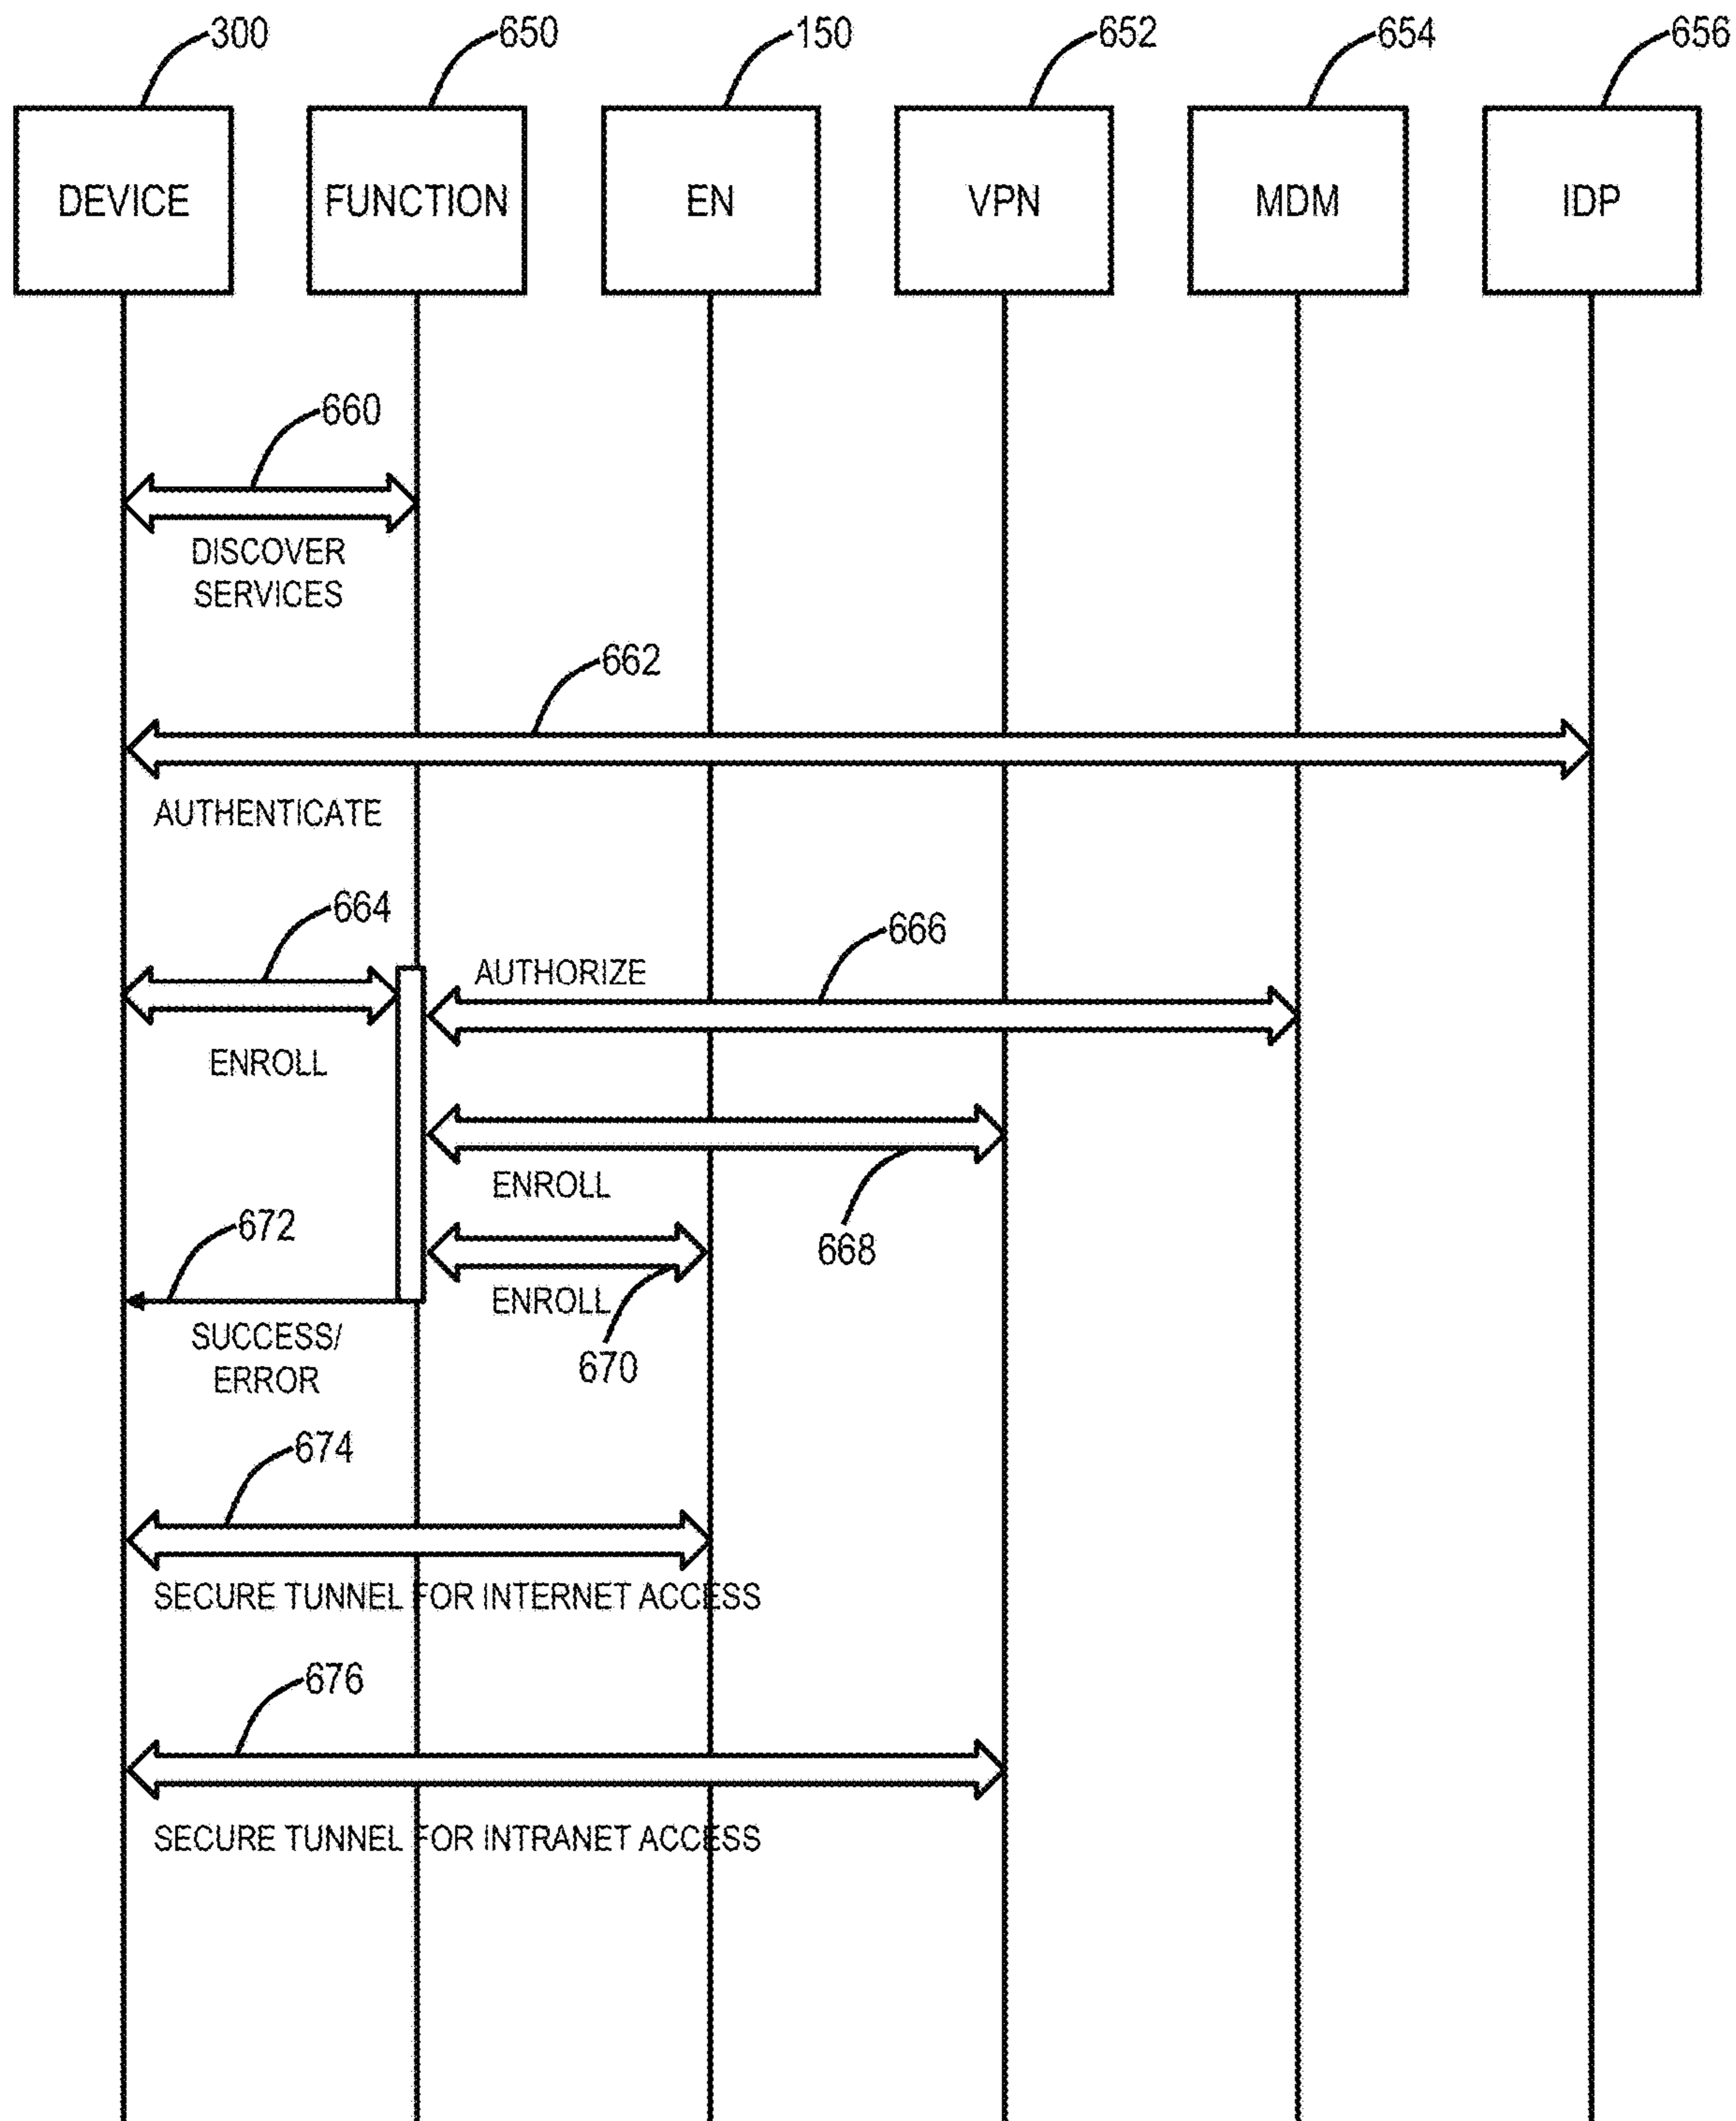 300
650
150
652
654
656
DEVICE
FUNCTION
EN
VPN
MDM
IDP
660
DISCOVER
SERVICES
662
AUTHENTICATE
664
666
AUTHORIZE
ENROLL
ENROLL
668
672
ENROLL
SUCCESS/
ERROR
670
674
SECURE TUNNEL FOR INTERNET ACCESS
676
SECURE TUNNEL FOR INTRANET ACCESS